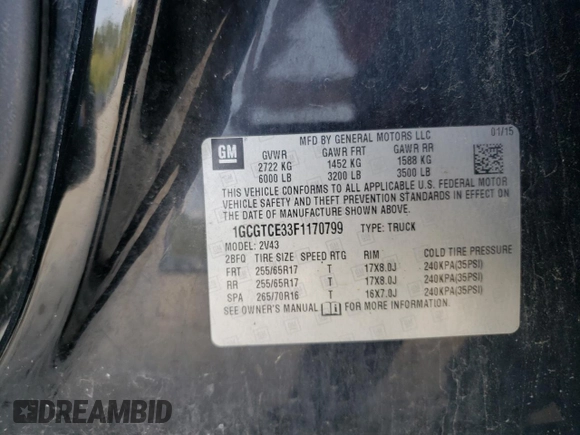 MFD BY GENERAL MOTORS LLC 01/15
GM GVWR GAWR FRT GAWR RR
2722 KG 1452 KG 1588 KG
6000 LB 3200 LB 3500 LB
THIS VEHICLE CONFORMS TO ALL APPLICABLE U.S. FEDERAL MOTOR
VEHICLE SAFETY AND THEFT PREVENTION STANDARDS IN EFFECT
ON THE DATE OF MANUFACTURE SHOWN ABOVE.
1GCGTCE33F1170799 TYPE: TRUCK
MODEL: 2V43
2BFQ TIRE SIZE SPEED RTG RIM COLD TIRE PRESSURE
FRT 255/65R17 T 17X8.0J 240KPA(35PSI)
RR 255/65R17 T 17X8.0J 240KPA(35PSI)
SPA 265/70R16 T 16X7.0J 240KPA(35PSI)
SEE OWNER'S MANUAL FOR MORE INFORMATION.
DREAMBID